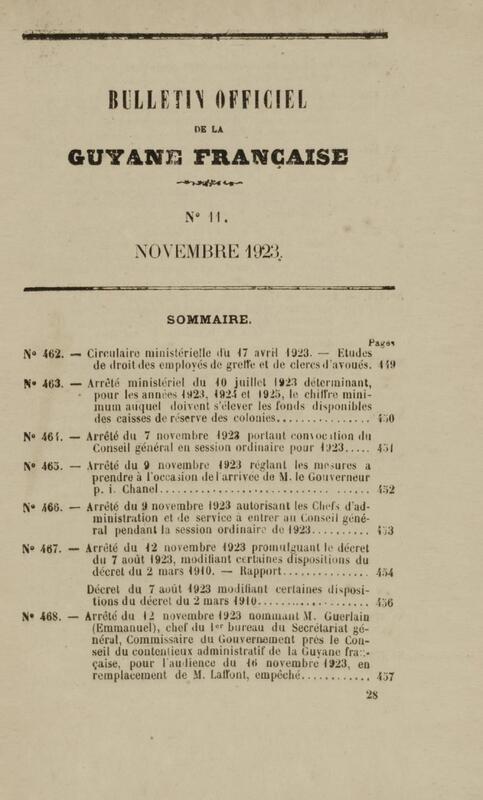 BULLETIN OFFICIEL
DE LA
GUYANE FRANÇAISE
N° 11.
NOVEMBRE 1923.
SOMMAIRE.
Pages
N° 462. — Circulaire ministérielle du 17 avril 1923. — Etudes
de droit des employés de greffe et de clercs d'avoués. 449
N° 463. — Arrêté ministériel du 10 juillet 1923 déterminant,
pour les années 1923, 1924 et 1925, le chiffre mini-
mum auquel doivent s'élever les fonds disponibles
des caisses de réserve des colonies.................. 450
N° 464. — Arrêté du 7 novembre 1923 portant convocation du
Conseil général en session ordinaire pour 1923..... 451
N° 465. — Arrêté du 9 novembre 1923 réglant les mesures a
prendre à l'occasion de l'arrivée de M. le Gouverneur
p. i. Chanel........................................ 452
N° 466. — Arrêté du 9 novembre 1923 autorisant les Chefs d'ad-
ministration et de service a entrer au Conseil géné-
ral pendant la session ordinaire de 1923........... 453
N° 467. — Arrêté du 12 novembre 1923 promulguant le décret
du 7 août 1923, modifiant certaines dispositions du
décret du 2 mars 1910. — Rapport................ 454
Décret du 7 août 1923 modifiant certaines disposi-
tions du décret du 2 mars 1910..................... 456
N° 468. — Arrêté du 12 novembre 1923 nommant M. Guerlain
(Emmanuel), chef du 1er bureau du Secrétariat gé-
néral, Commissaire du Gouvernement près le Con-
seil du contentieux administratif de la Guyane fran-
çaise, pour l'audience du 16 novembre 1923, en
remplacement de M. Laffont, empêché............ 457
28